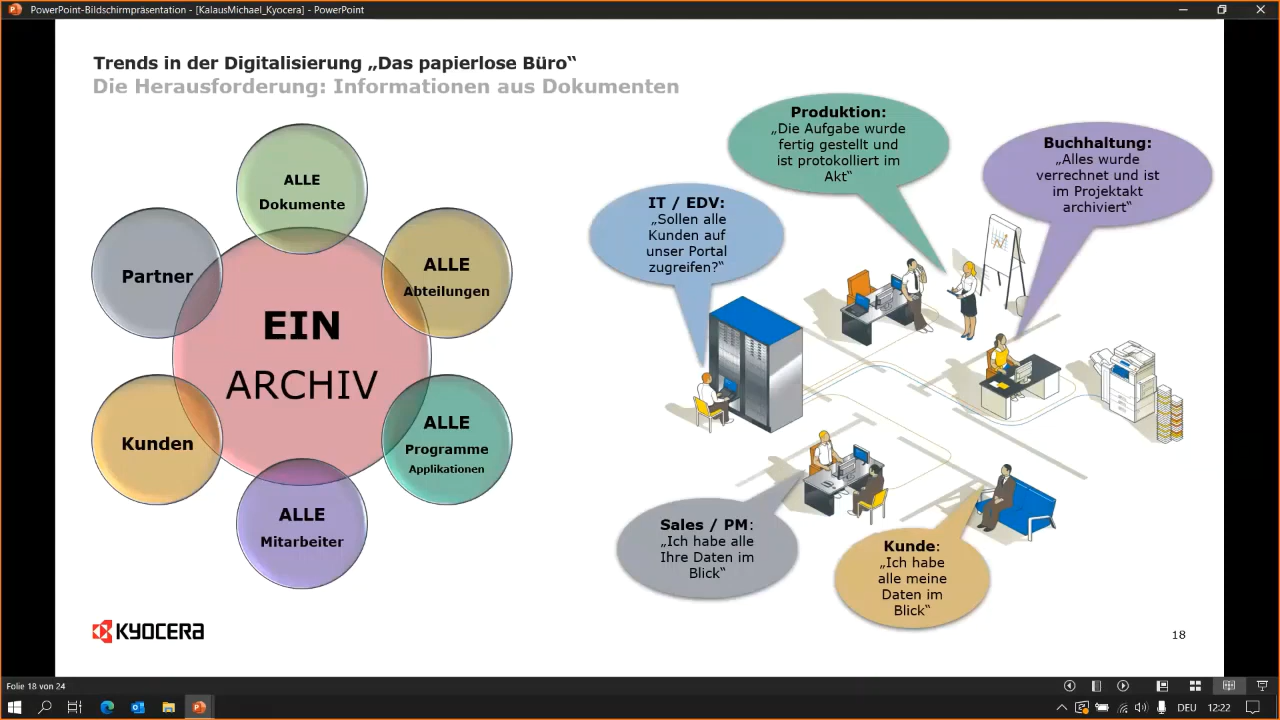 PowerPoint-Bildschirmpräsentation - [KalausMichael_Kyocera] - PowerPoint
Trends in der Digitalisierung „Das papierlose Büro“
Die Herausforderung: Informationen aus Dokumenten
ALLE
Dokumente
Partner
ALLE
Abteilungen
EIN
ARCHIV
Kunden
ALLE
Programme
Applikationen
ALLE
Mitarbeiter
Produktion:
„Die Aufgabe wurde
fertig gestellt und
ist protokolliert im
Akt“
Buchhaltung:
„Alles wurde
verrechnet und ist
im Projektakt
archiviert“
IT / EDV:
„Sollen alle
Kunden auf
unser Portal
zugreifen?“
Sales / PM:
„Ich habe alle
Ihre Daten im
Blick“
Kunde:
„Ich habe
alle meine
Daten im
Blick“
KYOCERA
18
Folie 18 von 24
DEU
12:22